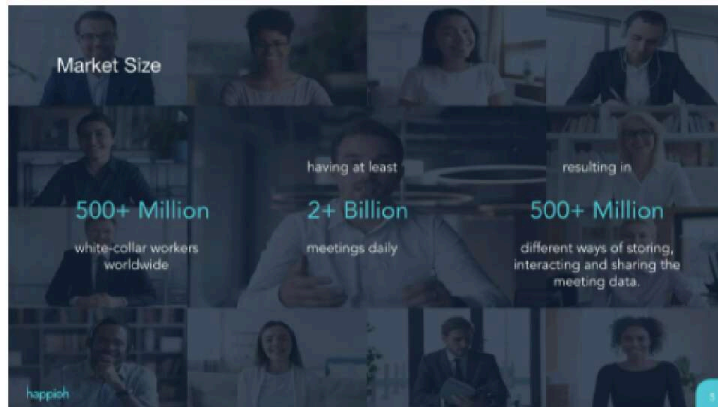 Market Size
having at least
resulting in
500+ Million
2+ Billion
500+ Million
white-collar workers
worldwide
meetings daily
different ways of storing,
interacting and sharing the
meeting data.
happioh
5